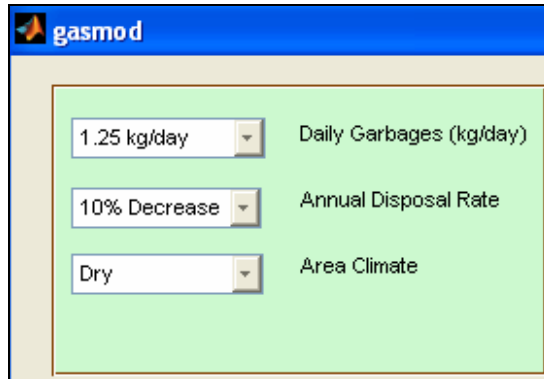 gasmod
1.25 kg/day Daily Garbages (kg/day)
10% Decrease Annual Disposal Rate
Dry Area Climate